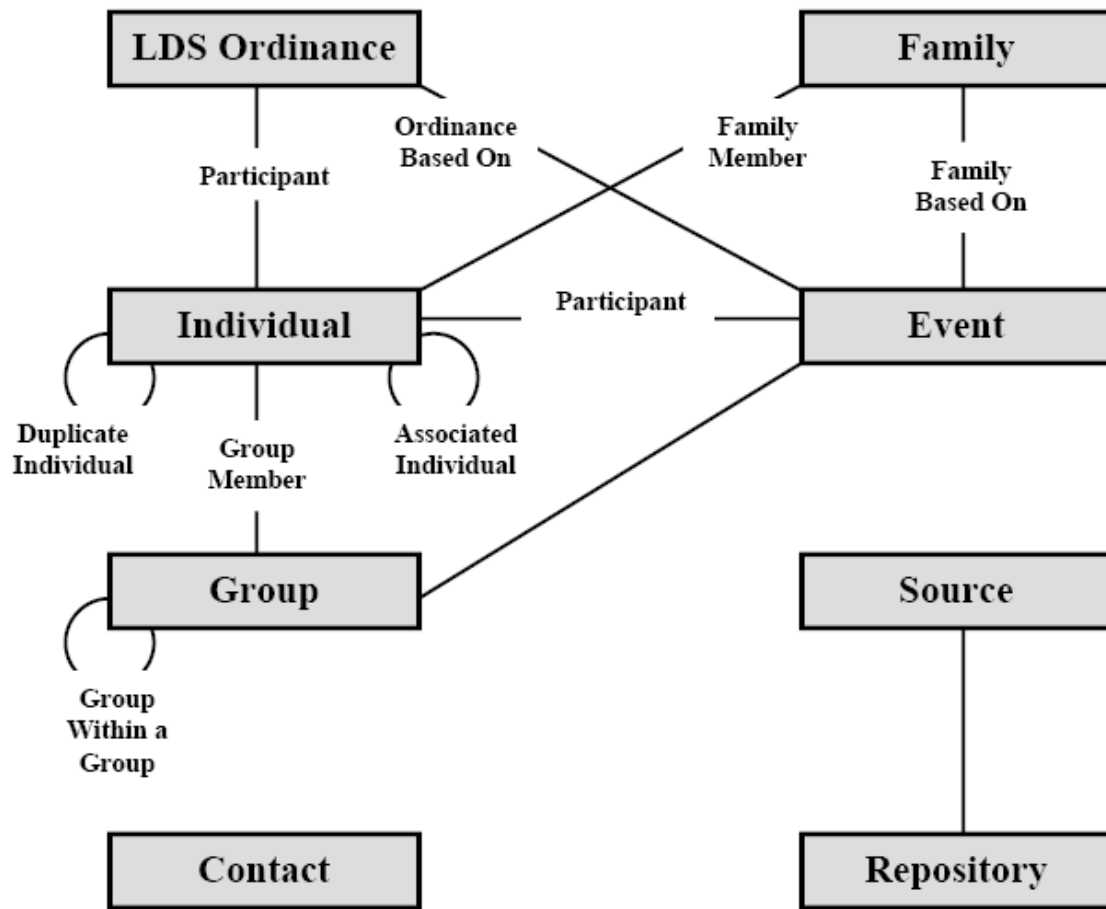 LDS Ordinance
Family
Ordinance
Based On
Family
Member
Participant
Family
Based On
Participant
Individual
Event
Duplicate
Individual
Group
Member
Associated
Individual
Group
Source
Group
Within a
Group
Contact
Repository